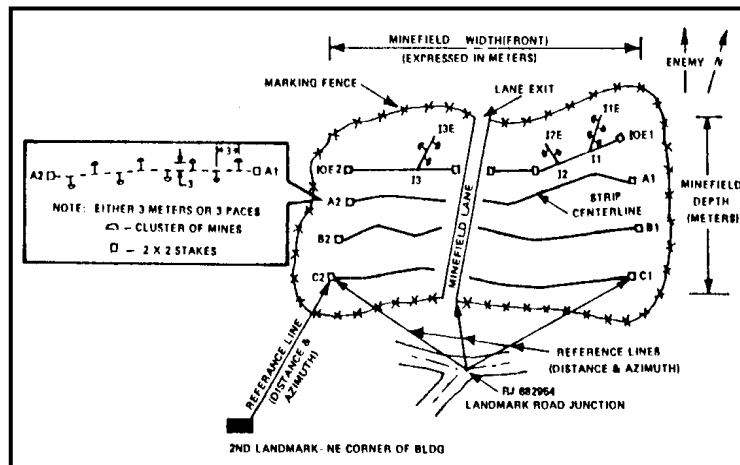 MINEFIELD WIDTH(FRONT)
(EXPRESSED IN METERS)
ENEMY
N
MARKING FENCE
LANE EXIT
I1E
I3E
I2E
IOE1
I1
I2
IOE2
I3
A1
A2
STRIP
CENTERLINE
MINEFIELD
DEPTH
(METERS)
A2
A1
3
3
NOTE: EITHER 3 METERS OR 3 PACES
- CLUSTER OF MINES
- 2 X 2 STAKES
B2
B1
MINEFIELD LANE
C2
C1
REFERANCE LINE
(DISTANCE &
AZIMUTH)
REFERENCE LINES
(DISTANCE & AZIMUTH)
RJ 682954
LANDMARK ROAD JUNCTION
2ND LANDMARK- NE CORNER OF BLDG